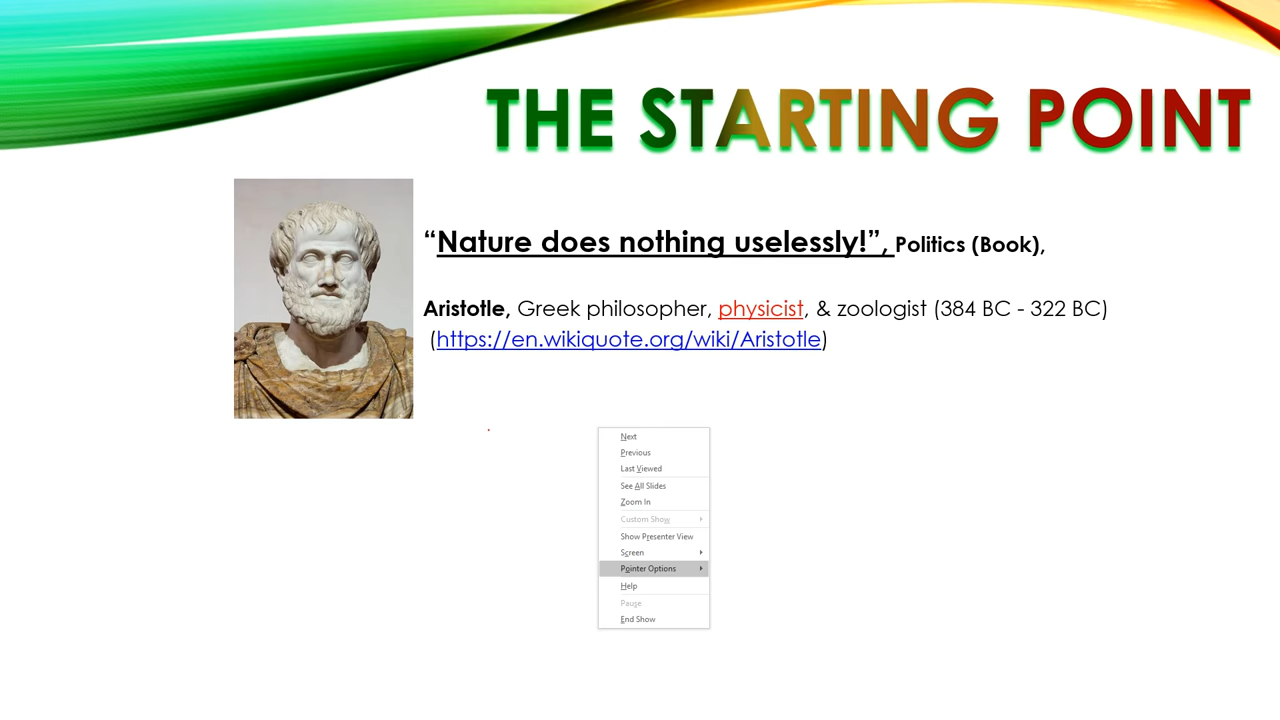 THE STARTING POINT
“Nature does nothing uselessly!”, Politics (Book),
Aristotle, Greek philosopher, physicist, & zoologist (384 BC - 322 BC)
(https://en.wikiquote.org/wiki/Aristotle)
Next
Previous
Last Viewed
See All Slides
Zoom In
Custom Show
Show Presenter View
Screen
Pointer Options
Help
Pause
End Show